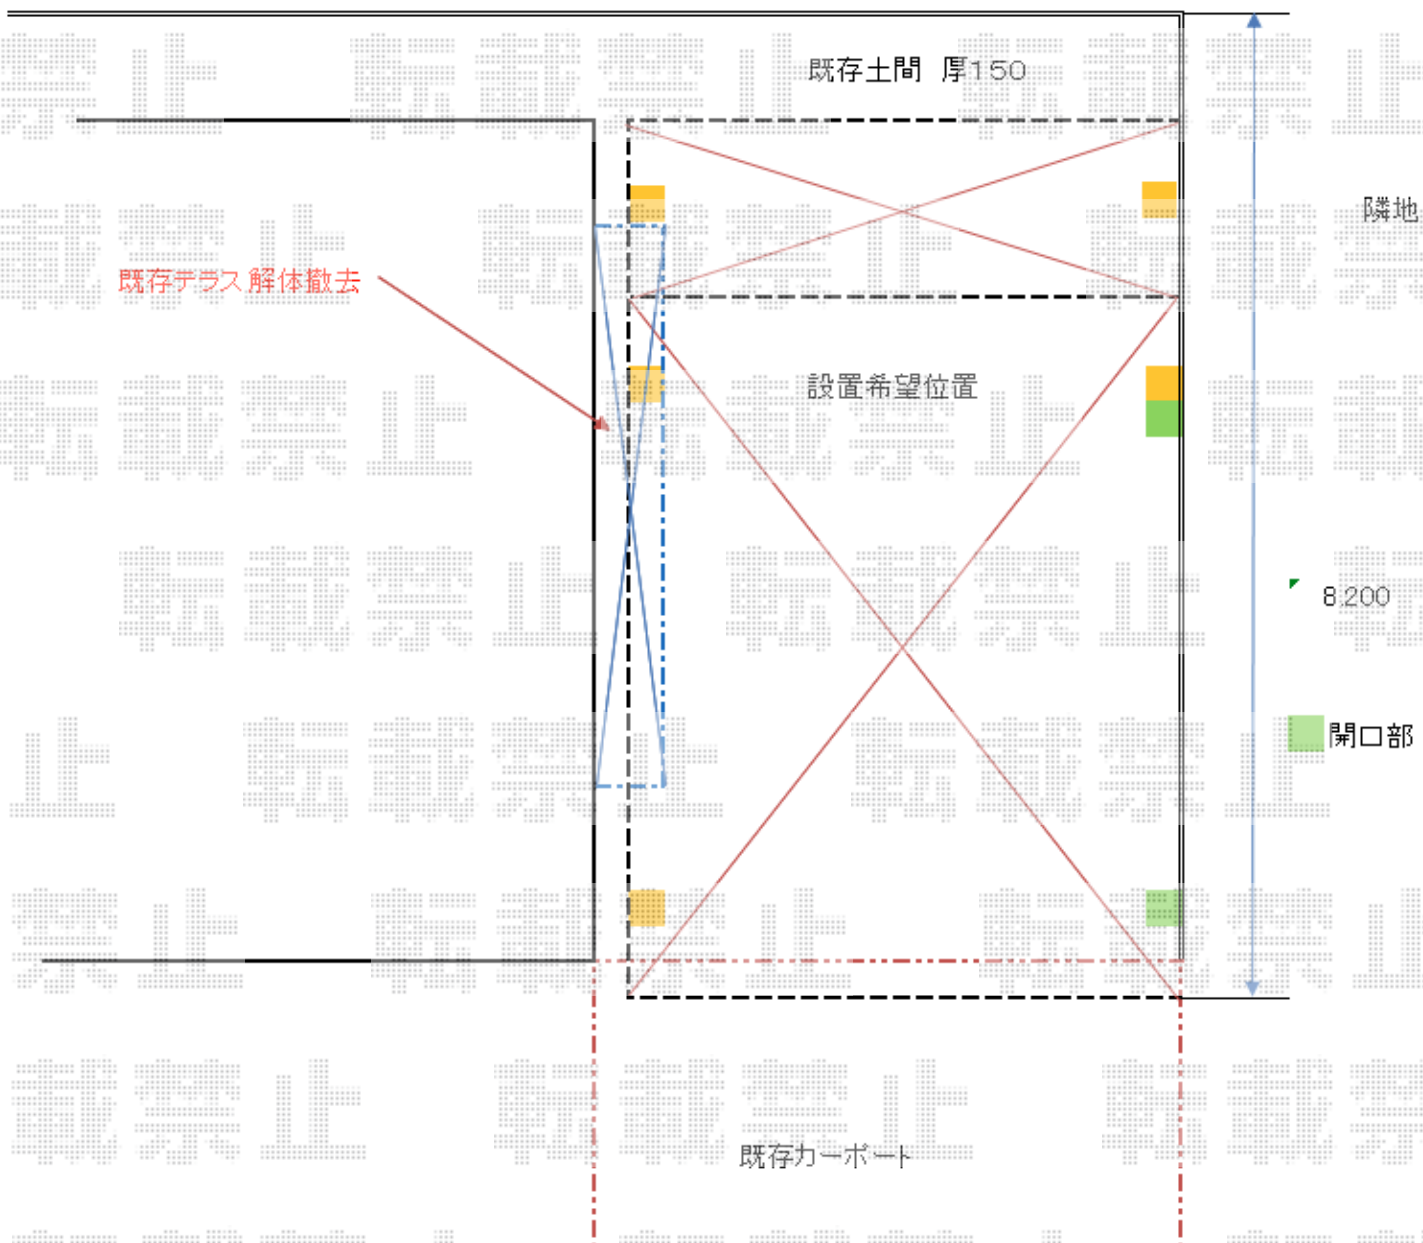 既存土間 厚150
隣地
既存テラス解体撤去
設置希望位置
8.200
開口部
既存カーポート
転載禁止